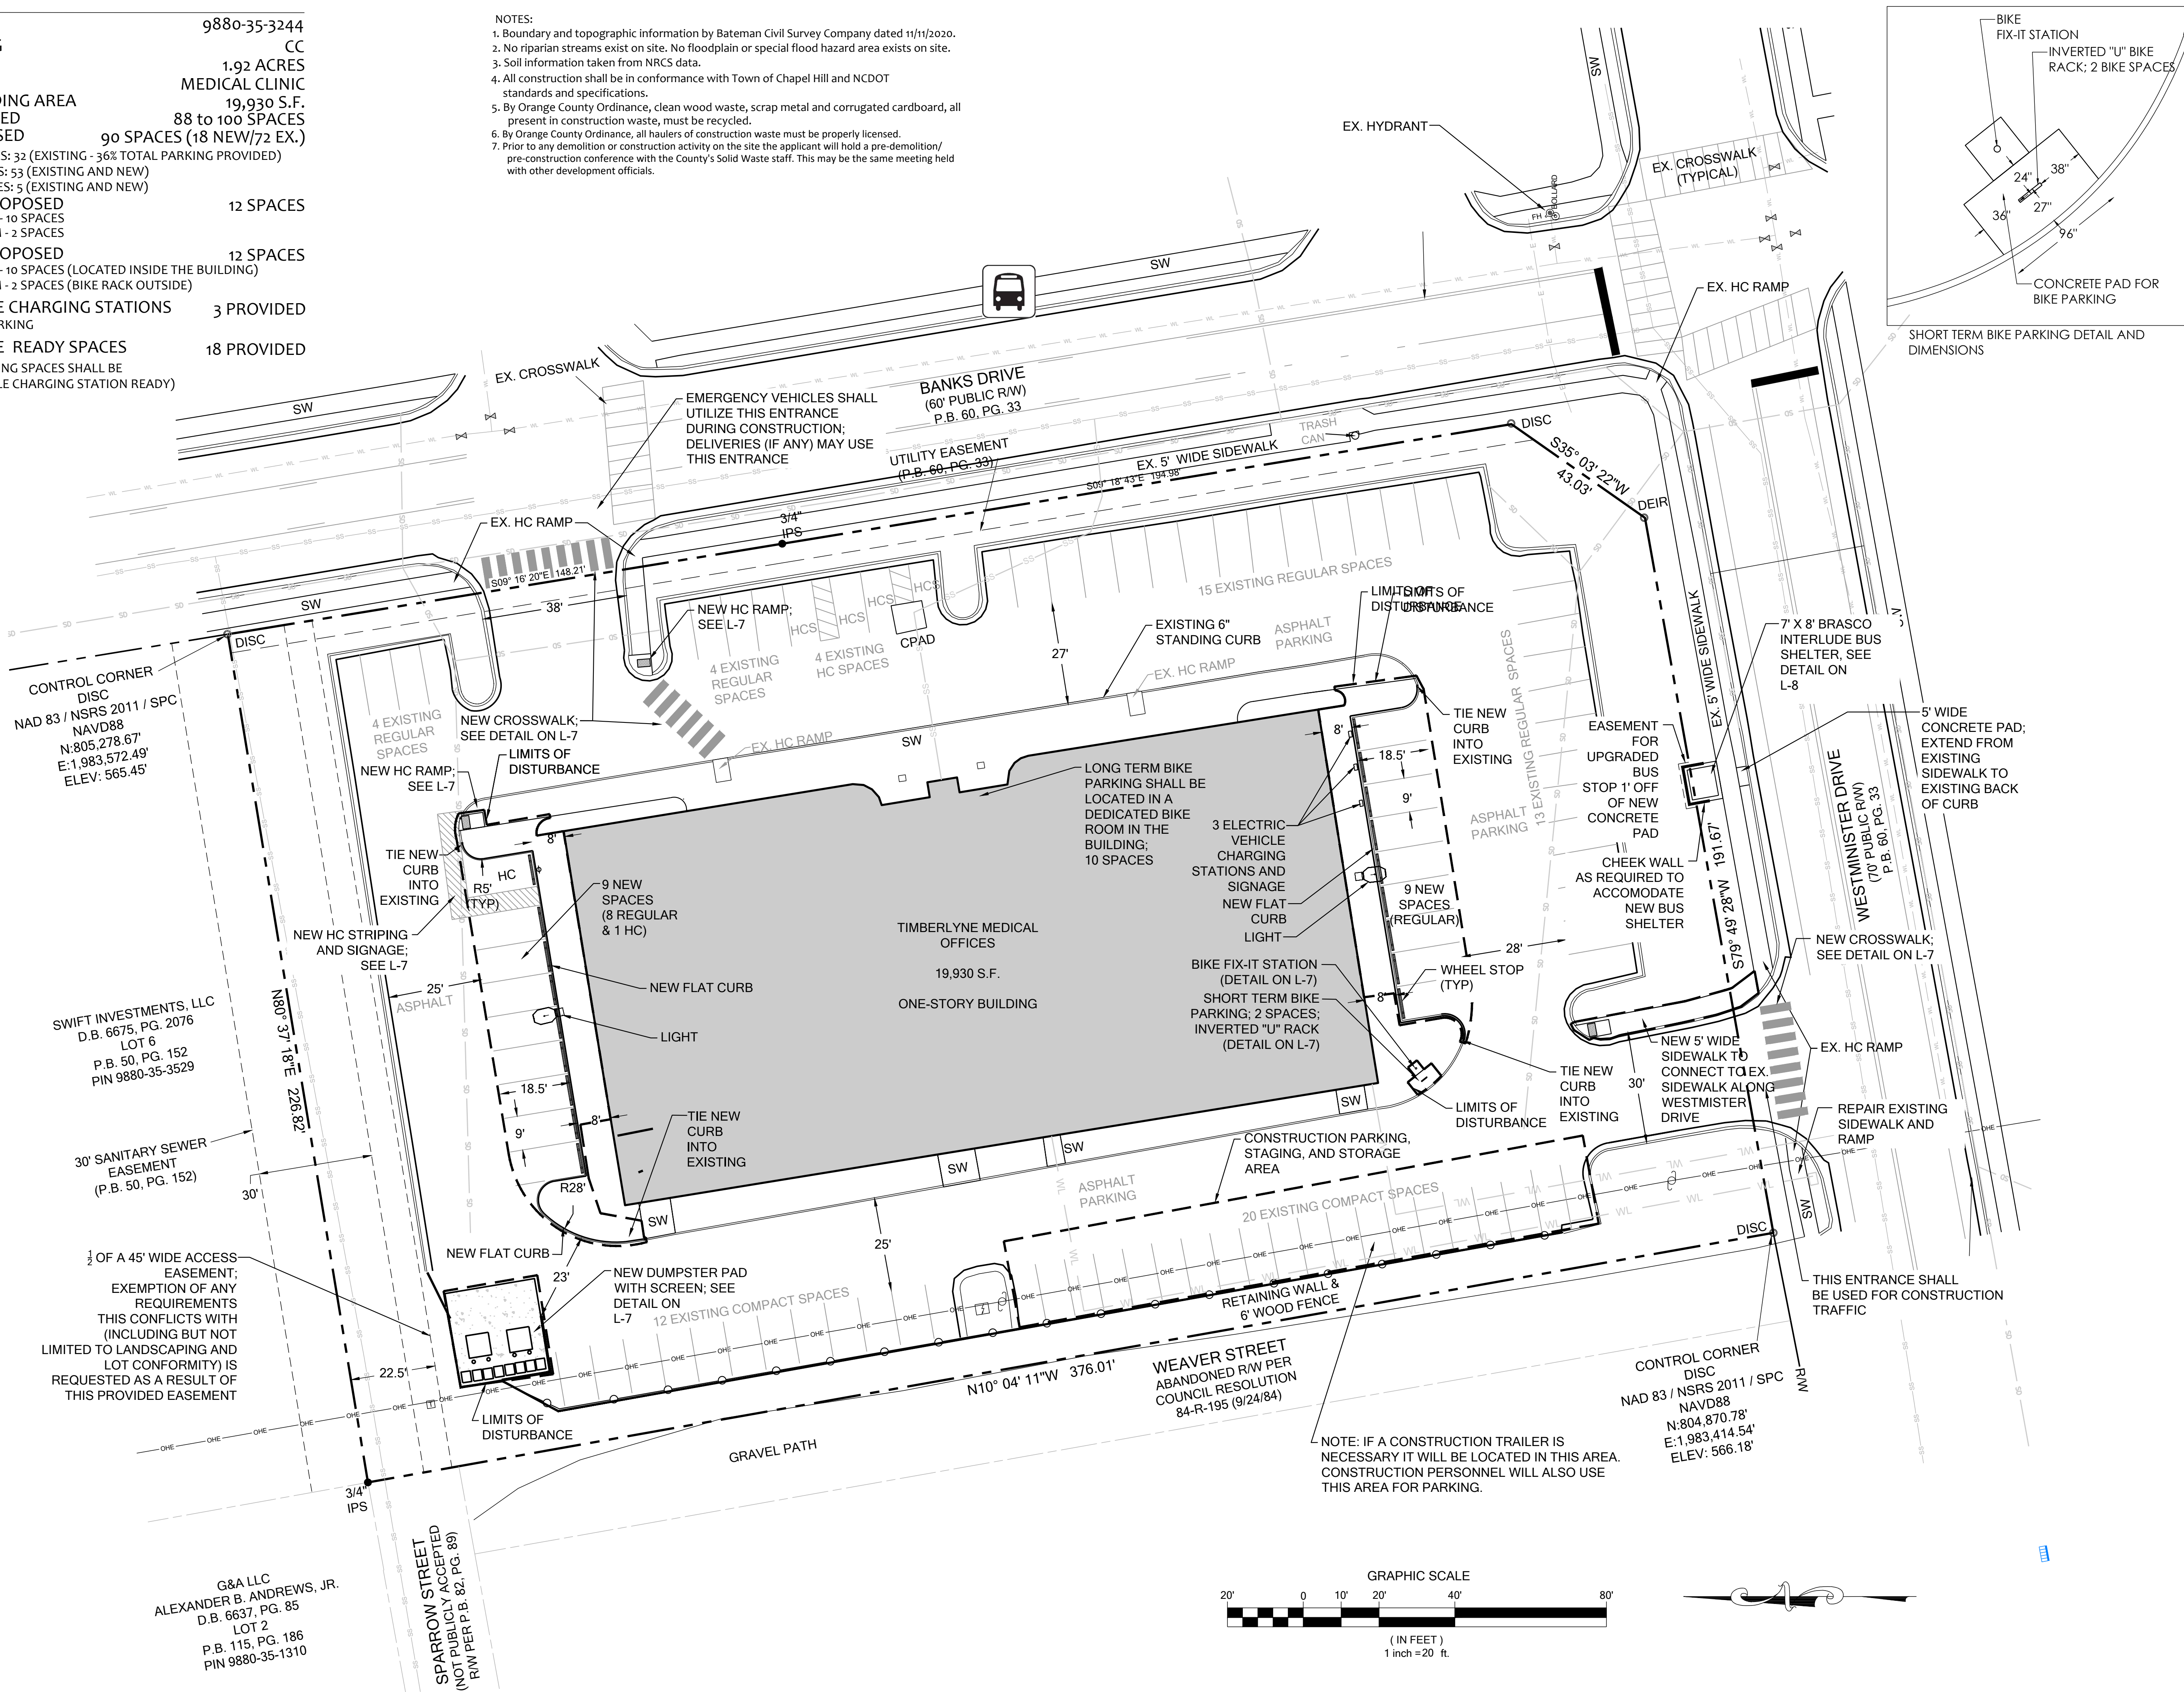 9880-35-3244
CC
1.92 ACRES
MEDICAL CLINIC
DING AREA 19,930 S.F.
ED 88 to 100 SPACES
SED 90 SPACES (18 NEW/72 EX.)
S: 32 (EXISTING - 36% TOTAL PARKING PROVIDED)
S: 53 (EXISTING AND NEW)
ES: 5 (EXISTING AND NEW)
OPOSED 12 SPACES
- 10 SPACES
M - 2 SPACES
OPOSED 12 SPACES
- 10 SPACES (LOCATED INSIDE THE BUILDING)
M - 2 SPACES (BIKE RACK OUTSIDE)
E CHARGING STATIONS 3 PROVIDED
RKING
E READY SPACES 18 PROVIDED
NG SPACES SHALL BE
LE CHARGING STATION READY)
NOTES:
1. Boundary and topographic information by Bateman Civil Survey Company dated 11/11/2020.
2. No riparian streams exist on site. No floodplain or special flood hazard area exists on site.
3. Soil information taken from NRCS data.
4. All construction shall be in conformance with Town of Chapel Hill and NCDOT
standards and specifications.
5. By Orange County Ordinance, clean wood waste, scrap metal and corrugated cardboard, all
present in construction waste, must be recycled.
6. By Orange County Ordinance, all haulers of construction waste must be properly licensed.
7. Prior to any demolition or construction activity on the site the applicant will hold a pre-demolition/
pre-construction conference with the County's Solid Waste staff. This may be the same meeting held
with other development officials.
BIKE
FIX-IT STATION
INVERTED "U" BIKE
RACK; 2 BIKE SPACES
38"
24"
27"
36"
96"
CONCRETE PAD FOR
BIKE PARKING
SHORT TERM BIKE PARKING DETAIL AND
DIMENSIONS
SW
EX. HYDRANT
FH
BOLLARD
EX. CROSSWALK
(TYPICAL)
EX. HC RAMP
SW
SW
EX. CROSSWALK
EMERGENCY VEHICLES SHALL
UTILIZE THIS ENTRANCE
DURING CONSTRUCTION;
DELIVERIES (IF ANY) MAY USE
THIS ENTRANCE
BANKS DRIVE
(60' PUBLIC R/W)
P.B. 60, PG. 33
UTILITY EASEMENT
(P.B. 60, PG. 33)
EX. 5' WIDE SIDEWALK
S09° 18' 43"E 194.98'
TRASH
CAN
DISC
S35° 03' 22"W
43.03'
DEIR
EX. HC RAMP
3/4"
IPS
S09° 16' 20"E 148.21'
SW
38'
DISC
CONTROL CORNER
DISC
NAD 83 / NSRS 2011 / SPC
NAVD88
N:805,278.67'
E:1,983,572.49'
ELEV: 565.45'
NEW HC RAMP;
SEE L-7
4 EXISTING
REGULAR
SPACES
HCS
HCS
HCS
HCS
4 EXISTING
HC SPACES
CPAD
15 EXISTING REGULAR SPACES
27'
EXISTING 6"
STANDING CURB
ASPHALT
PARKING
LIMITS OF
DISTURBANCE
LIMITS OF
DISTURBANCE
EX. HC RAMP
4 EXISTING
REGULAR
SPACES
NEW CROSSWALK;
SEE DETAIL ON L-7
EX. HC RAMP
SW
LIMITS OF
DISTURBANCE
NEW HC RAMP;
SEE L-7
8'
TIE NEW
CURB
INTO
EXISTING
R5'
(TYP)
HC
NEW HC STRIPING
AND SIGNAGE;
SEE L-7
9 NEW
SPACES
(8 REGULAR
& 1 HC)
25'
ASPHALT
NEW FLAT CURB
LIGHT
18.5'
9'
8'
TIE NEW
CURB
INTO
EXISTING
R28'
SW
NEW FLAT CURB
23'
NEW DUMPSTER PAD
WITH SCREEN; SEE
DETAIL ON
L-7
LONG TERM BIKE
PARKING SHALL BE
LOCATED IN A
DEDICATED BIKE
ROOM IN THE
BUILDING;
10 SPACES
TIMBERLYNE MEDICAL
OFFICES
19,930 S.F.
ONE-STORY BUILDING
8'
18.5'
9'
TIE NEW
CURB
INTO
EXISTING
3 ELECTRIC
VEHICLE
CHARGING
STATIONS AND
SIGNAGE
NEW FLAT
CURB
LIGHT
9 NEW
SPACES
(REGULAR)
BIKE FIX-IT STATION
(DETAIL ON L-7)
SHORT TERM BIKE
PARKING; 2 SPACES;
INVERTED "U" RACK
(DETAIL ON L-7)
8'
WHEEL STOP
(TYP)
28'
ASPHALT
PARKING
13 EXISTING REGULAR SPACES
EX. 5' WIDE SIDEWALK
7' X 8' BRASCO
INTERLUDE BUS
SHELTER, SEE
DETAIL ON
L-8
EASEMENT
FOR
UPGRADED
BUS
STOP 1' OFF
OF NEW
CONCRETE
PAD
CHEEK WALL
AS REQUIRED TO
ACCOMODATE
NEW BUS
SHELTER
5' WIDE
CONCRETE PAD;
EXTEND FROM
EXISTING
SIDEWALK TO
EXISTING BACK
OF CURB
WESTMINISTER DRIVE
(70' PUBLIC R/W)
P.B. 60, PG. 33
S79° 49' 28"W 191.67'
NEW CROSSWALK;
SEE DETAIL ON L-7
EX. HC RAMP
NEW 5' WIDE
SIDEWALK TO
CONNECT TO EX.
SIDEWALK ALONG
WESTMISTER
DRIVE
30'
REPAIR EXISTING
SIDEWALK AND
RAMP
TIE NEW
CURB
INTO
EXISTING
LIMITS OF
DISTURBANCE
SW
SW
SW
CONSTRUCTION PARKING,
STAGING, AND STORAGE
AREA
ASPHALT
PARKING
20 EXISTING COMPACT SPACES
25'
12 EXISTING COMPACT SPACES
RETAINING WALL &
6' WOOD FENCE
DISC
SW
THIS ENTRANCE SHALL
BE USED FOR CONSTRUCTION
TRAFFIC
SWIFT INVESTMENTS, LLC
D.B. 6675, PG. 2076
LOT 6
P.B. 50, PG. 152
PIN 9880-35-3529
N80° 37' 18"E 226.82'
30' SANITARY SEWER
EASEMENT
(P.B. 50, PG. 152)
30'
½ OF A 45' WIDE ACCESS
EASEMENT;
EXEMPTION OF ANY
REQUIREMENTS
THIS CONFLICTS WITH
(INCLUDING BUT NOT
LIMITED TO LANDSCAPING AND
LOT CONFORMITY) IS
REQUESTED AS A RESULT OF
THIS PROVIDED EASEMENT
22.5'
LIMITS OF
DISTURBANCE
GRAVEL PATH
3/4"
IPS
N10° 04' 11"W 376.01'
WEAVER STREET
ABANDONED R/W PER
COUNCIL RESOLUTION
84-R-195 (9/24/84)
NOTE: IF A CONSTRUCTION TRAILER IS
NECESSARY IT WILL BE LOCATED IN THIS AREA.
CONSTRUCTION PERSONNEL WILL ALSO USE
THIS AREA FOR PARKING.
CONTROL CORNER
DISC
NAD 83 / NSRS 2011 / SPC
NAVD88
N:804,870.78'
E:1,983,414.54'
ELEV: 566.18'
R/W
G&A LLC
ALEXANDER B. ANDREWS, JR.
D.B. 6637, PG. 85
LOT 2
P.B. 115, PG. 186
PIN 9880-35-1310
SPARROW STREET
(NOT PUBLICLY ACCEPTED
R/W PER P.B. 82, PG. 89)
GRAPHIC SCALE
20' 0 10' 20' 40' 80'
( IN FEET )
1 inch = 20 ft.